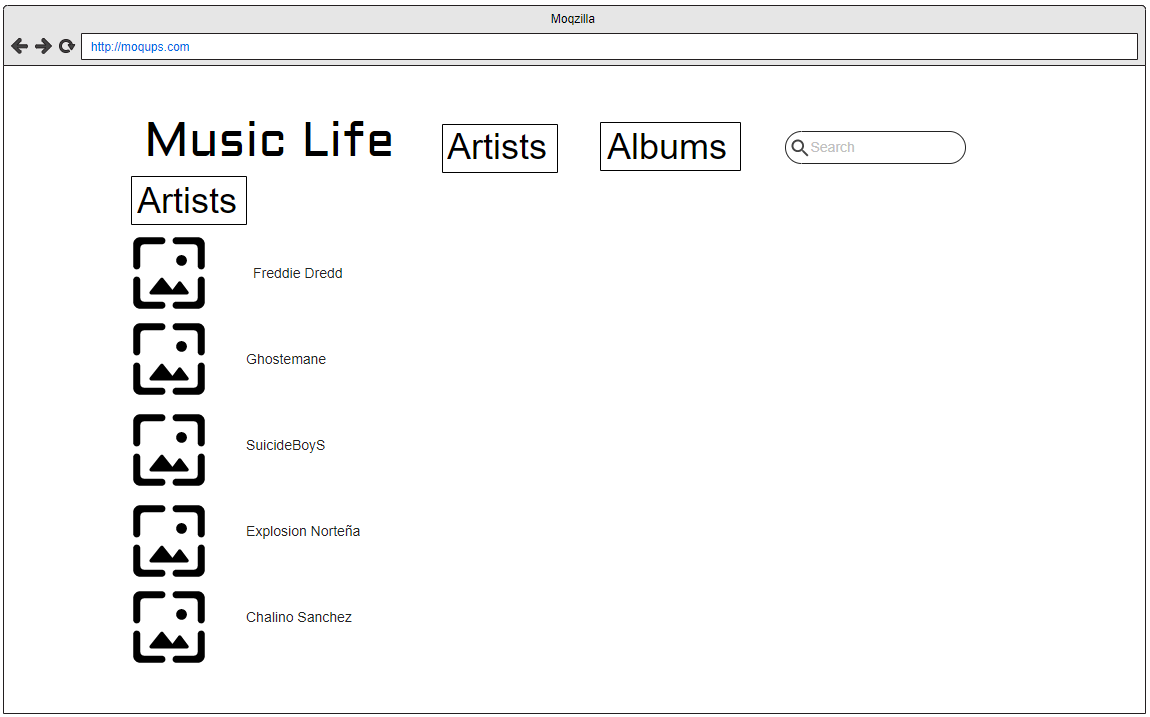 Moqzilla
http://moqups.com
Music Life
Artists
Albums
Search
Artists
Freddie Dredd
Ghostemane
SuicideBoyS
Explosion Norteña
Chalino Sanchez